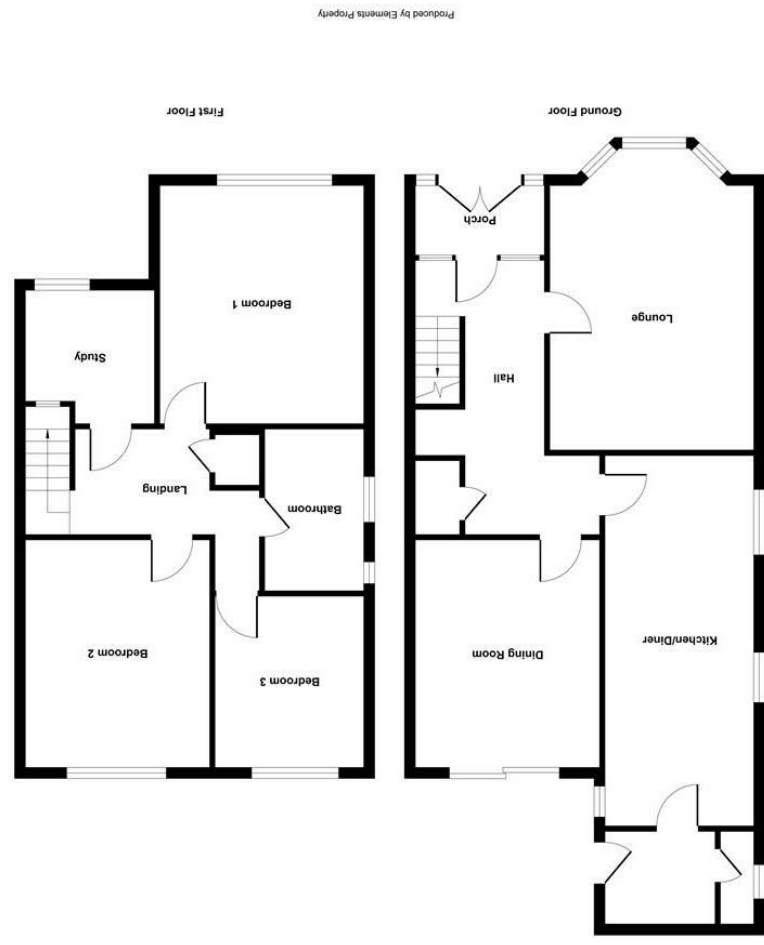 Kitchen/Diner
Dining Room
Hall
Lounge
Porch
Ground Floor
Bedroom 3
Bedroom 2
Bathroom
Landing
Study
Bedroom 1
First Floor
Produced by Elements Property